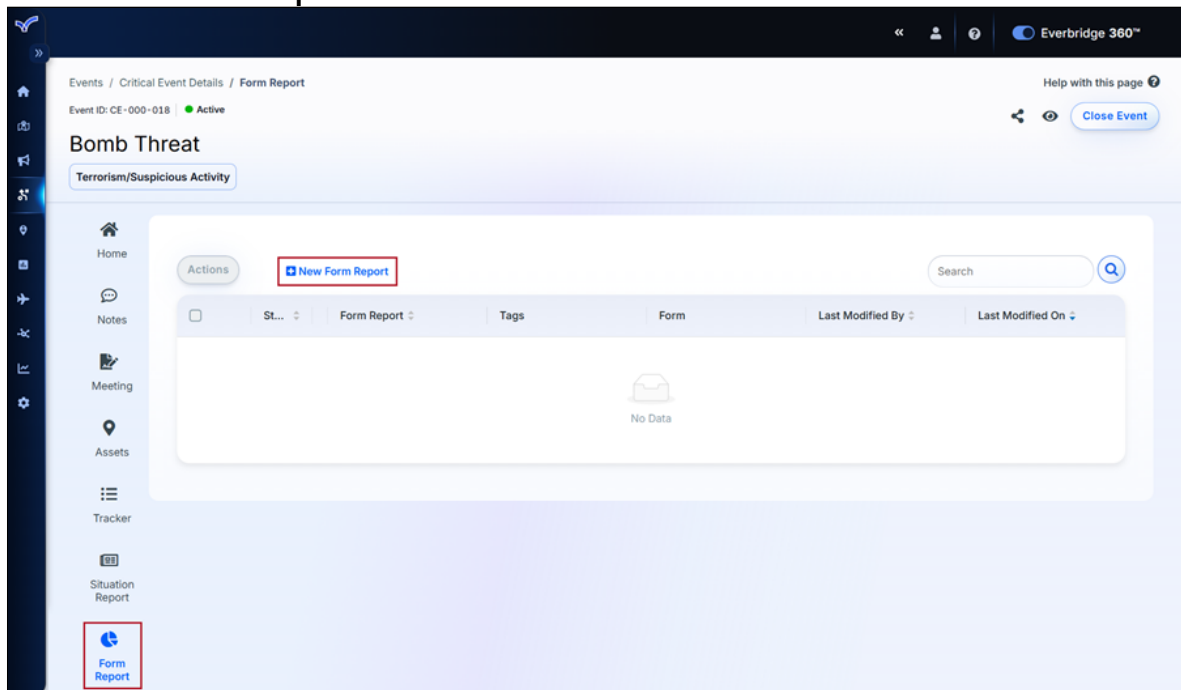 Everbridge 360™
Events / Critical Event Details / Form Report
Help with this page
Event ID: CE-000-018 Active
Close Event
Bomb Threat
Terrorism/Suspicious Activity
Home
Notes
Meeting
Assets
Tracker
Situation
Report
Form
Report
Actions
New Form Report
Search
St... Form Report Tags Form Last Modified By Last Modified On
No Data